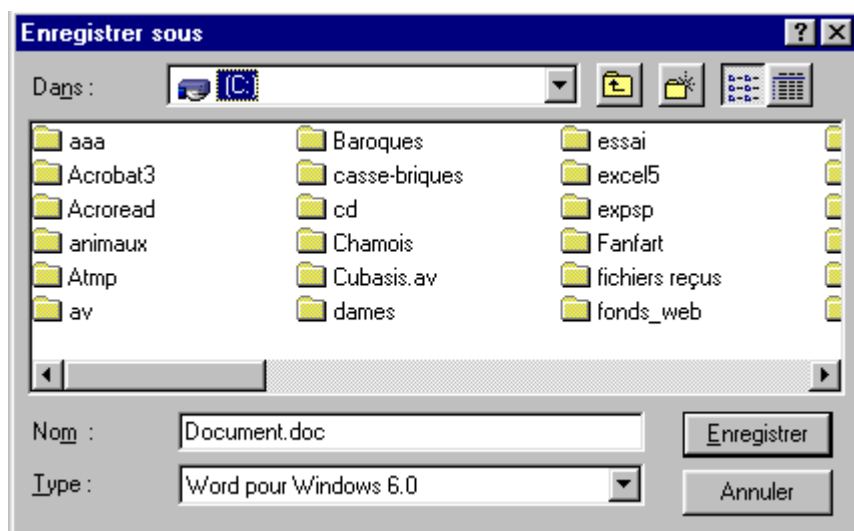 Enregistrer sous
Dans : (C:)
aaa Baroques essai
Acrobat3 casse-briques excel5
Acroread cd expsp
animaux Chamois Fanfart
Atmp Cubasis.av fichiers reçus
av dames fonds_web
Nom : Document.doc Enregistrer
Type : Word pour Windows 6.0 Annuler